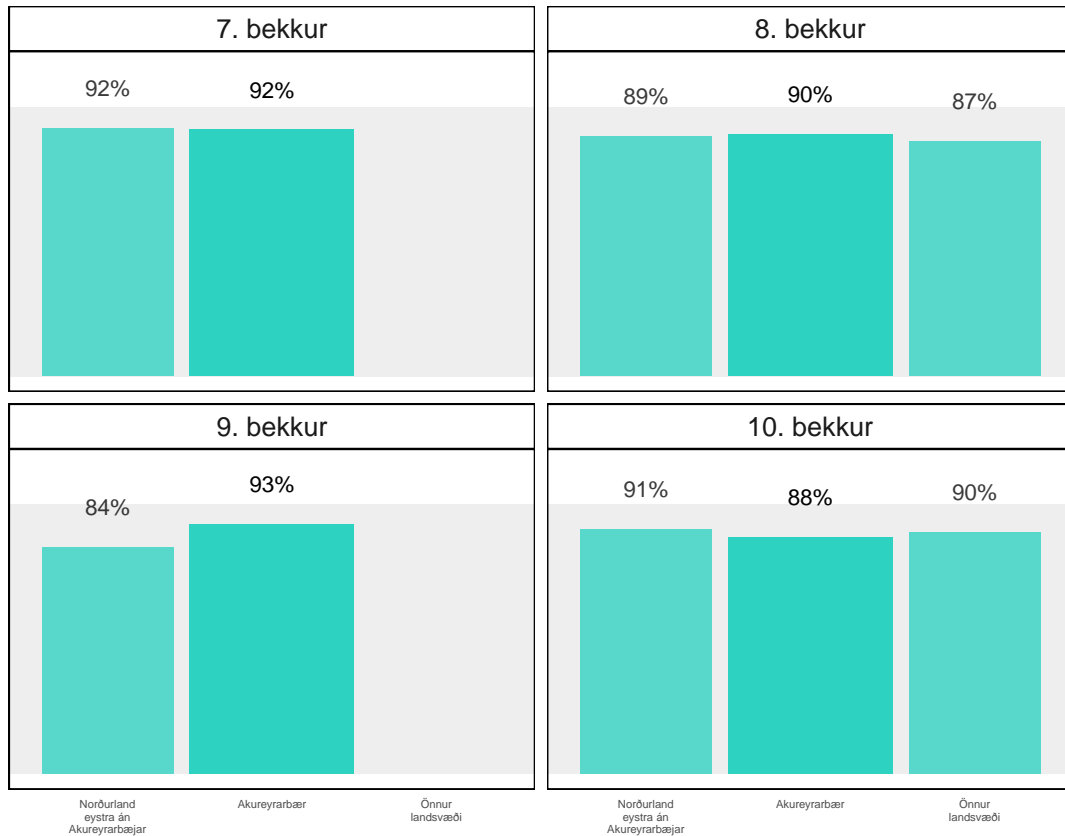 7. bekkur
92%
92%
8. bekkur
89%
90%
87%
9. bekkur
84%
93%
10. bekkur
91%
88%
90%
Norðurland
eystra án
Akureyrarbæjar
Akureyrarbær
Önnur
landsvæði
Norðurland
eystra án
Akureyrarbæjar
Akureyrarbær
Önnur
landsvæði